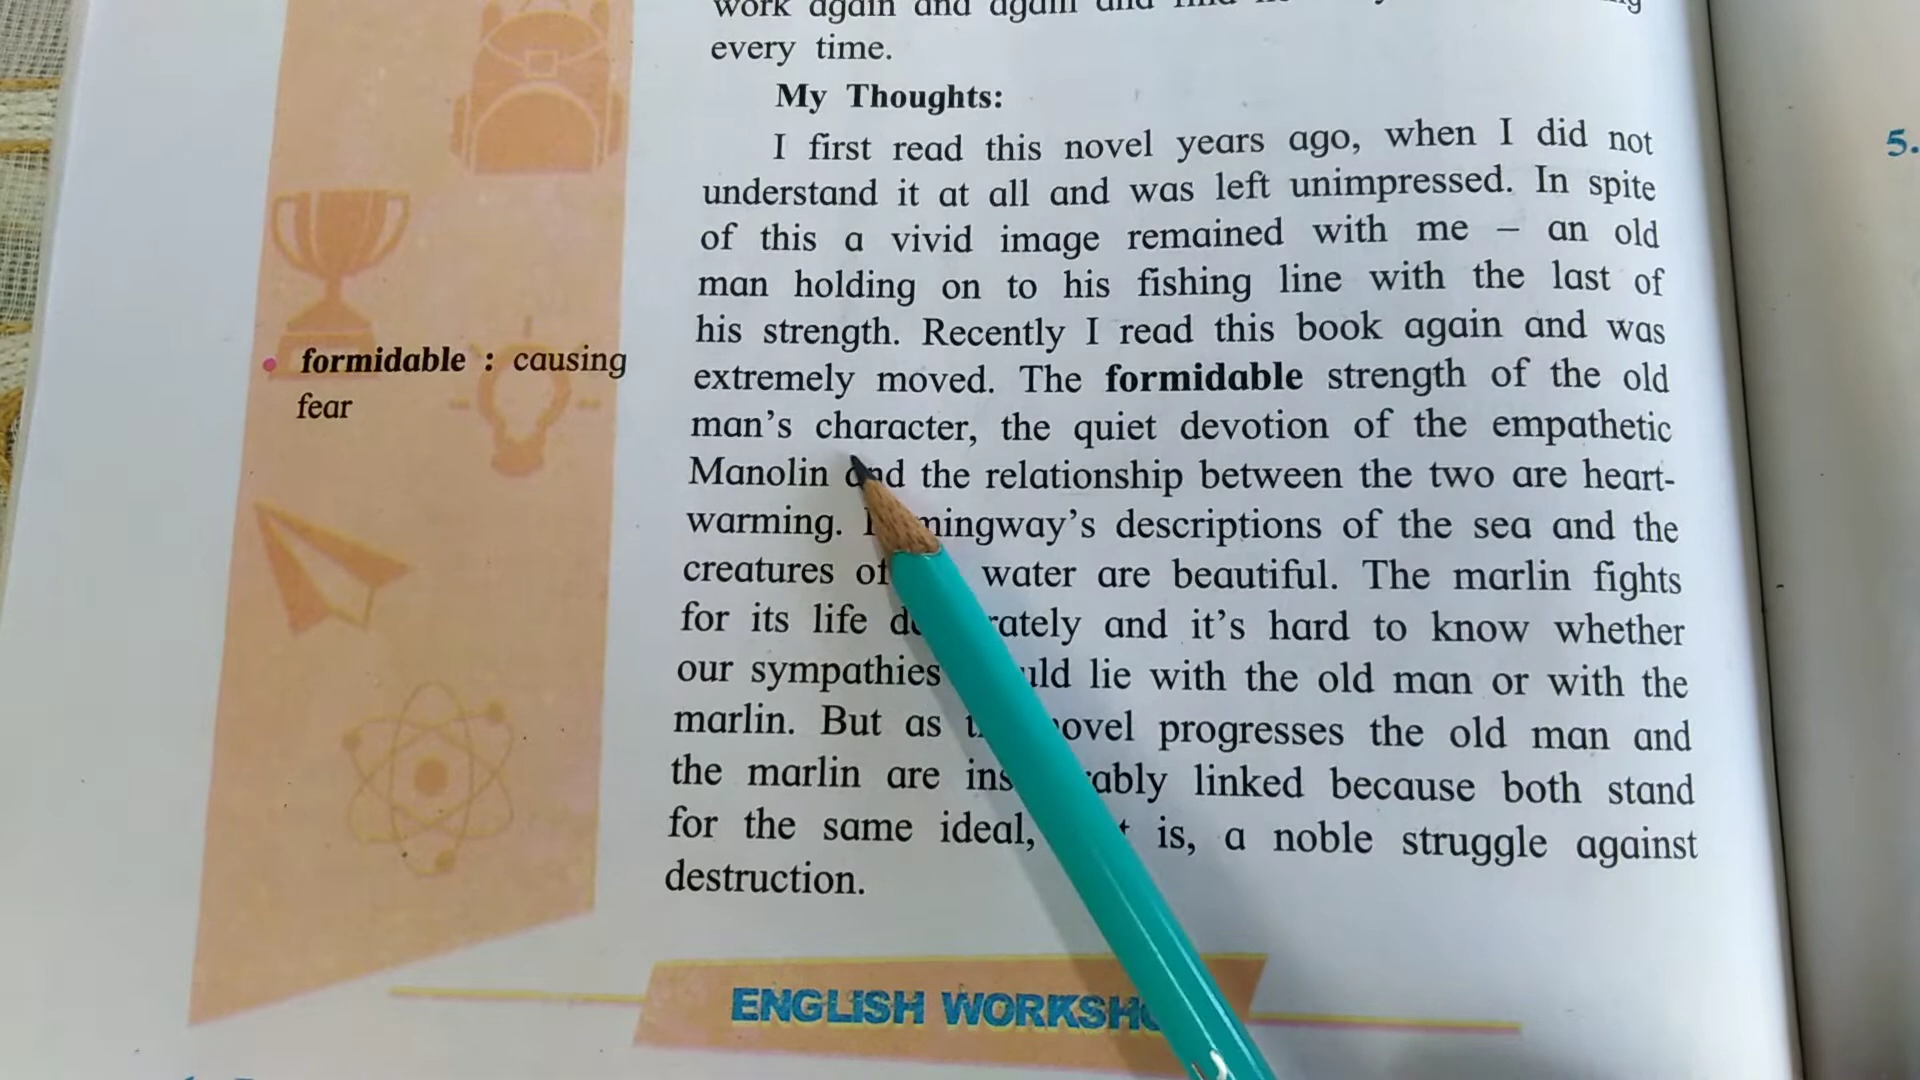 work again and again and
every time.
My Thoughts:
I first read this novel years ago, when I did not
understand it at all and was left unimpressed. In spite
of this a vivid image remained with me – an old
man holding on to his fishing line with the last of
his strength. Recently I read this book again and was
extremely moved. The formidable strength of the old
man's character, the quiet devotion of the empathetic
Manolin and the relationship between the two are heart-
warming. descriptions of the sea and the
creatures water are beautiful. The marlin fights
for its life and it's hard to know whether
our sympathies lie with the old man or with the
marlin. But as progresses the old man and
the marlin are linked because both stand
for the same ideal, is, a noble struggle against
destruction.
• formidable : causing
fear
ENGLISH
5.